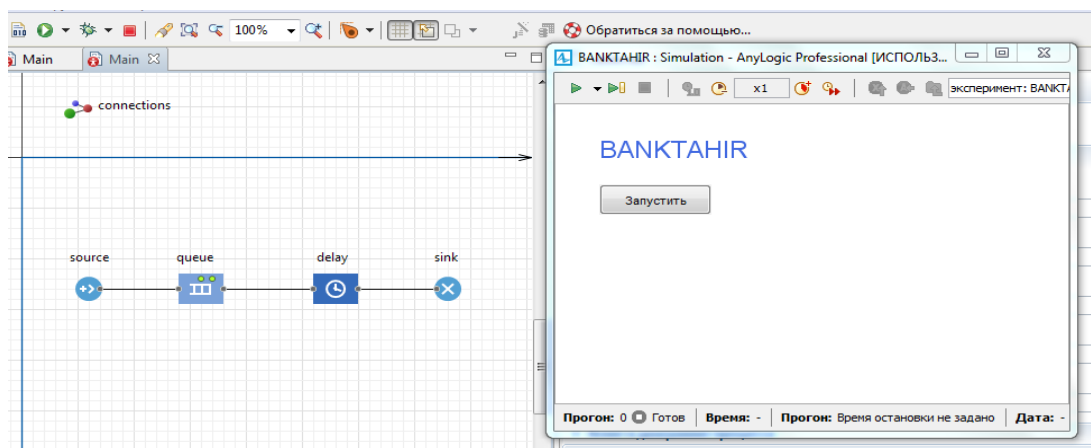 100%
Обратиться за помощью...
Main
Main
connections
source
queue
delay
sink
BANKTAHIR : Simulation - AnyLogic Professional [ИСПОЛЬЗ...
x1
эксперимент: BANKTA
BANKTAHIR
Запустить
Прогон: 0 Готов Время: - Прогон: Время остановки не задано Дата: -